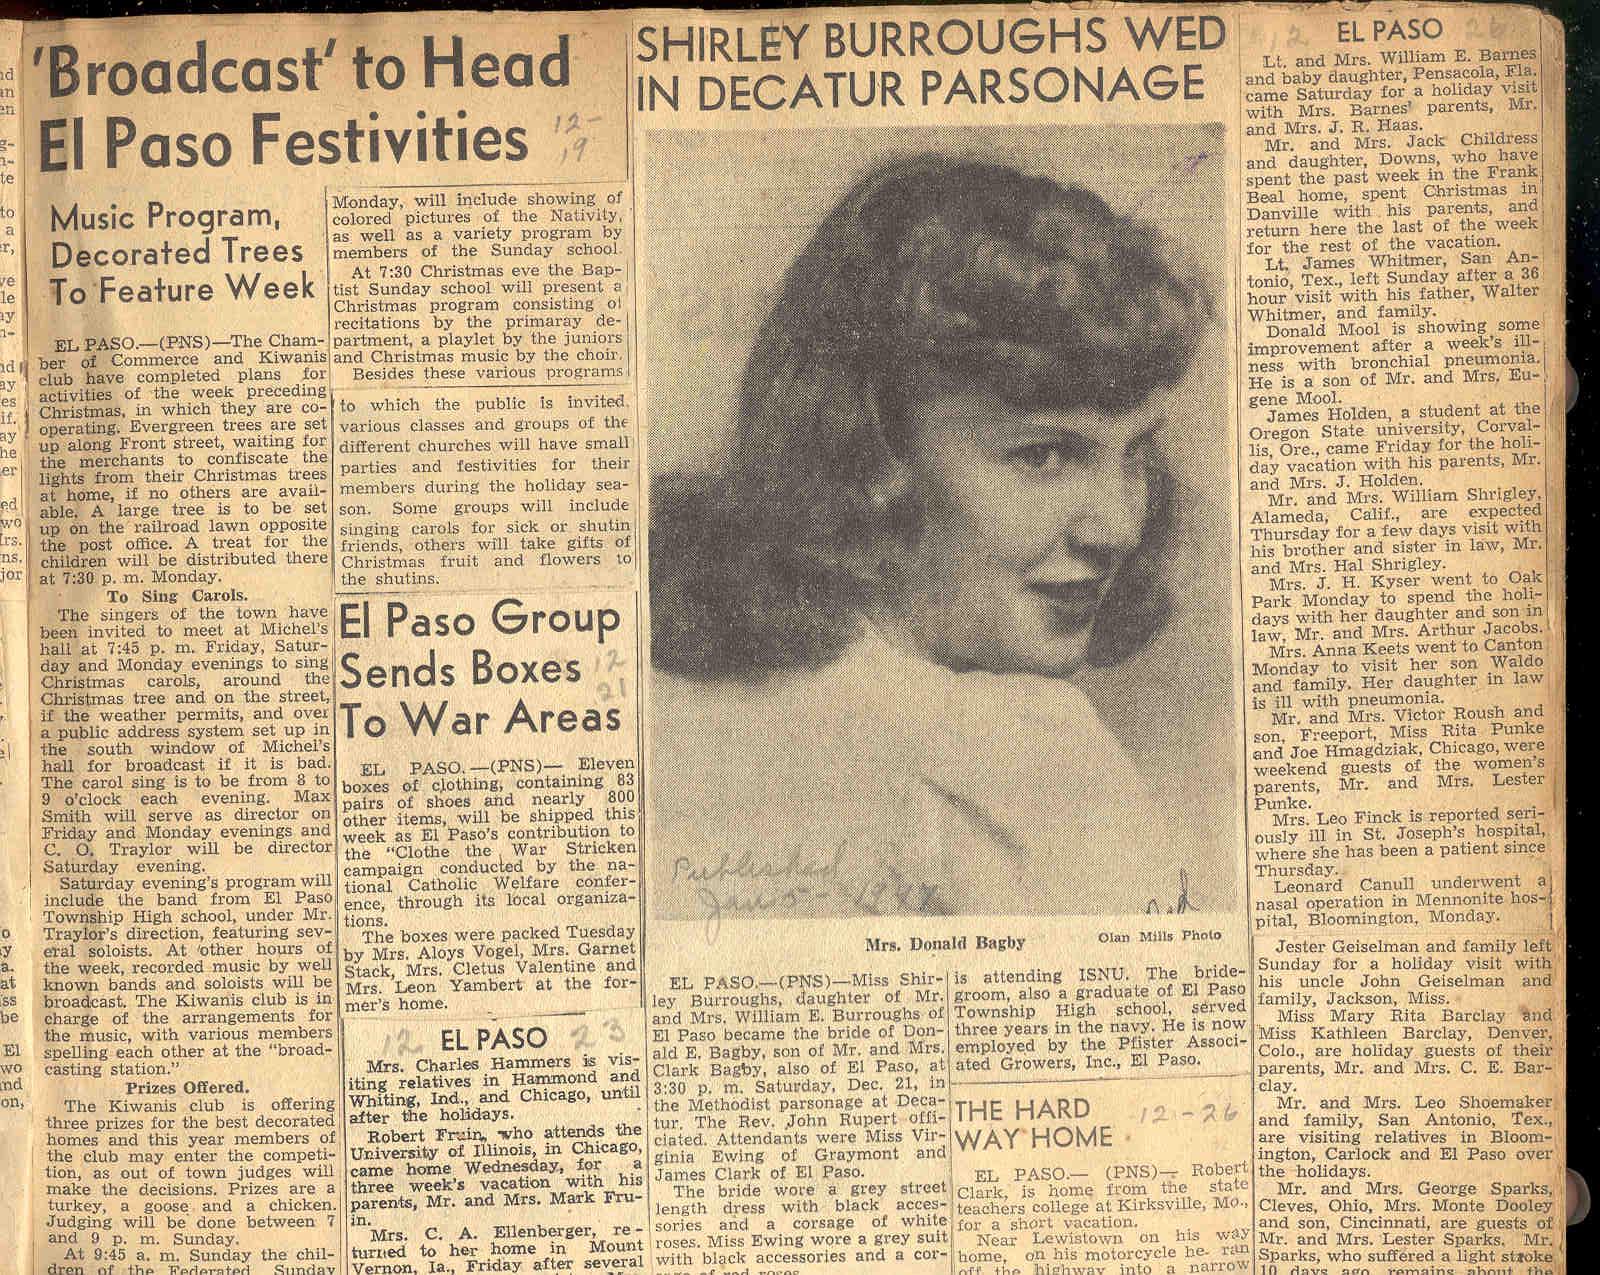 'Broadcast' to Head
El Paso Festivities
12-
19
Music Program,
Decorated Trees
To Feature Week
EL PASO.—(PNS)—The Cham-
ber of Commerce and Kiwanis
club have completed plans for
activities of the week preceding
Christmas, in which they are co-
operating. Evergreen trees are set
up along Front street, waiting for
the merchants to confiscate the
lights from their Christmas trees
at home, if no others are avail-
able. A large tree is to be set
up on the railroad lawn opposite
the post office. A treat for the
children will be distributed there
at 7:30 p. m. Monday.
To Sing Carols.
The singers of the town have
been invited to meet at Michel's
hall at 7:45 p. m. Friday, Satur-
day and Monday evenings to sing
Christmas carols, around the
Christmas tree and on the street,
if the weather permits, and over
a public address system set up in
the south window of Michel's
hall for broadcast if it is bad.
The carol sing is to be from 8 to
9 o'clock each evening. Max
Smith will serve as director on
Friday and Monday evenings and
C. O. Traylor will be director
Saturday evening.
Saturday evening's program will
include the band from El Paso
Township High school, under Mr.
Traylor's direction, featuring sev-
eral soloists. At other hours of
the week, recorded music by well
known bands and soloists will be
broadcast. The Kiwanis club is in
charge of the arrangements for
the music, with various members
spelling each other at the "broad-
casting station."
Prizes Offered.
The Kiwanis club is offering
three prizes for the best decorated
homes and this year members of
the club may enter the competi-
tion, as out of town judges will
make the decisions. Prizes are a
turkey, a goose and a chicken.
Judging will be done between 7
and 9 p. m. Sunday.
At 9:45 a. m. Sunday the chil-
dren of the Federated Sunday
Monday, will include showing of
colored pictures of the Nativity,
as well as a variety program by
members of the Sunday school.
At 7:30 Christmas eve the Bap-
tist Sunday school will present a
Christmas program consisting of
recitations by the primaray de-
partment, a playlet by the juniors
and Christmas music by the choir.
Besides these various programs
to which the public is invited,
various classes and groups of the
different churches will have small
parties and festivities for their
members during the holiday sea-
son. Some groups will include
singing carols for sick or shutin
friends, others will take gifts of
Christmas fruit and flowers to
the shutins.
El Paso Group
Sends Boxes
To War Areas
12
21
EL PASO.—(PNS)— Eleven
boxes of clothing, containing 83
pairs of shoes and nearly 800
other items, will be shipped this
week as El Paso's contribution to
the "Clothe the War Stricken
campaign conducted by the na-
tional Catholic Welfare confer-
ence, through its local organiza-
tions.
The boxes were packed Tuesday
by Mrs. Aloys Vogel, Mrs. Garnet
Stack, Mrs. Cletus Valentine and
Mrs. Leon Yambert at the for-
mer's home.
12 EL PASO 23
Mrs. Charles Hammers is vis-
iting relatives in Hammond and
Whiting, Ind., and Chicago, until
after the holidays.
Robert Fruin, who attends the
University of Illinois, in Chicago,
came home Wednesday, for a
three week's vacation with his
parents, Mr. and Mrs. Mark Fru-
in.
Mrs. C. A. Ellenberger, re-
turned to her home in Mount
Vernon, Ia., Friday after several
SHIRLEY BURROUGHS WED
IN DECATUR PARSONAGE
Published
Jan 5 - 1947
Mrs. Donald Bagby
Olan Mills Photo
EL PASO.—(PNS)—Miss Shir-
ley Burroughs, daughter of Mr.
and Mrs. William E. Burroughs of
El Paso became the bride of Don-
ald E. Bagby, son of Mr. and Mrs.
Clark Bagby, also of El Paso, at
3:30 p. m. Saturday, Dec. 21, in
the Methodist parsonage at Deca-
tur. The Rev. John Rupert offi-
ciated. Attendants were Miss Vir-
ginia Ewing of Graymont and
James Clark of El Paso.
The bride wore a grey street
length dress with black acces-
sories and a corsage of white
roses. Miss Ewing wore a grey suit
with black accessories and a cor-
sage of red roses.
is attending ISNU. The bride-
groom, also a graduate of El Paso
Township High school, served
three years in the navy. He is now
employed by the Pfister Associ-
ated Growers, Inc., El Paso.
THE HARD
WAY HOME
12-26
EL PASO.— (PNS)— Robert
Clark, is home from the state
teachers college at Kirksville, Mo.,
for a short vacation.
Near Lewistown on his way
home, on his motorcycle he ran
off the highway into a narrow
12 EL PASO 26
Lt. and Mrs. William E. Barnes
and baby daughter, Pensacola, Fla.
came Saturday for a holiday visit
with Mrs. Barnes' parents, Mr.
and Mrs. J. R. Haas.
Mr. and Mrs. Jack Childress
and daughter, Downs, who have
spent the past week in the Frank
Beal home, spent Christmas in
Danville with his parents, and
return here the last of the week
for the rest of the vacation.
Lt. James Whitmer, San An-
tonio, Tex., left Sunday after a 36
hour visit with his father, Walter
Whitmer, and family.
Donald Mool is showing some
improvement after a week's ill-
ness with bronchial pneumonia.
He is a son of Mr. and Mrs. Eu-
gene Mool.
James Holden, a student at the
Oregon State university, Corval-
lis, Ore., came Friday for the holi-
day vacation with his parents, Mr.
and Mrs. J. Holden.
Mr. and Mrs. William Shrigley,
Alameda, Calif., are expected
Thursday for a few days visit with
his brother and sister in law, Mr.
and Mrs. Hal Shrigley.
Mrs. J. H. Kyser went to Oak
Park Monday to spend the holi-
days with her daughter and son in
law, Mr. and Mrs. Arthur Jacobs.
Mrs. Anna Keets went to Canton
Monday to visit her son Waldo
and family. Her daughter in law
is ill with pneumonia.
Mr. and Mrs. Victor Roush and
son, Freeport, Miss Rita Punke
and Joe Hmagdziak, Chicago, were
weekend guests of the women's
parents, Mr. and Mrs. Lester
Punke.
Mrs. Leo Finck is reported seri-
ously ill in St. Joseph's hospital,
where she has been a patient since
Thursday.
Leonard Canull underwent a
nasal operation in Mennonite hos-
pital, Bloomington, Monday.
Jester Geiselman and family left
Sunday for a holiday visit with
his uncle John Geiselman and
family, Jackson, Miss.
Miss Mary Rita Barclay and
Miss Kathleen Barclay, Denver,
Colo., are holiday guests of their
parents, Mr. and Mrs. C. E. Bar-
clay.
Mr. and Mrs. Leo Shoemaker
and family, San Antonio, Tex.,
are visiting relatives in Bloom-
ington, Carlock and El Paso over
the holidays.
Mr. and Mrs. George Sparks,
Cleves, Ohio, Mrs. Monte Dooley
and son, Cincinnati, are guests of
Mr. and Mrs. Lester Sparks. Mr.
Sparks, who suffered a light stroke
10 days ago, remains about the